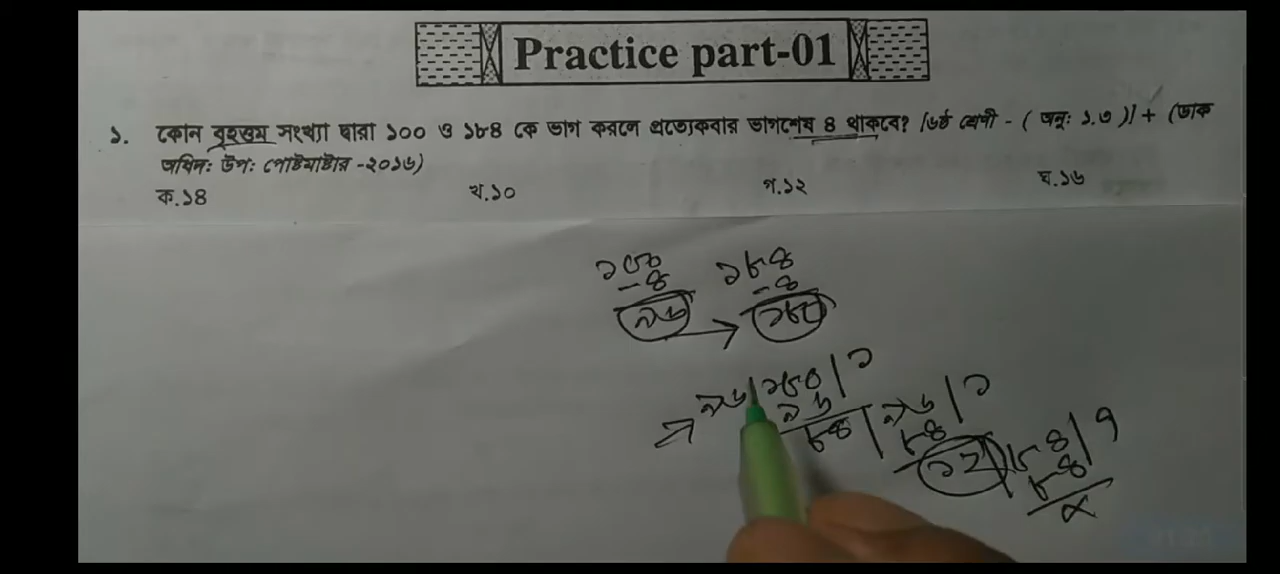 Practice part-01
১. কোন বৃহত্তম সংখ্যা দ্বারা ১০০ ও ১৮৪ কে ভাগ করলে প্রত্যেকবার ভাগশেষ ৪ থাকবে? [৬ষ্ঠ শ্রেণী - ( অনু: ১.৩ )] + (ডাক
অধিদ: উপ: পোষ্টমাষ্টার -২০১৬)
ক.১৪ খ.১০ গ.১২ ঘ.১৬
১০০ ১৮৪
-৪ -৪
৯৬ ১৮০
৯৬|১৮০|১
৯৬
৮৪|৯৬|১
৮৪
১২|৮৪|৭
৮৪
×